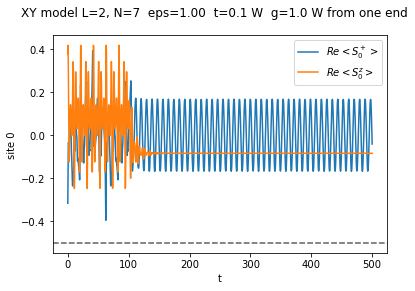 XY model L=2, N=7 eps=1.00 t=0.1 W g=1.0 W from one end
0.4
0.2
0.0
−0.2
−0.4
site 0
Re<S₀⁺>
Re<S₀ᶻ>
0
100
200
300
400
500
t